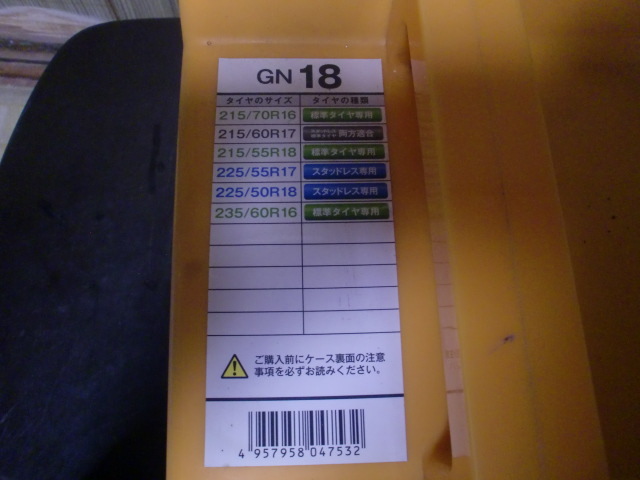 GN 18
タイヤのサイズ タイヤの種類
215/70R16 標準タイヤ専用
215/60R17 両方適合
215/55R18 標準タイヤ専用
225/55R17 スタッドレス専用
225/50R18 スタッドレス専用
235/60R16 標準タイヤ専用
ご購入前にケース裏面の注意
事項を必ずお読みください。
4 957958 047532